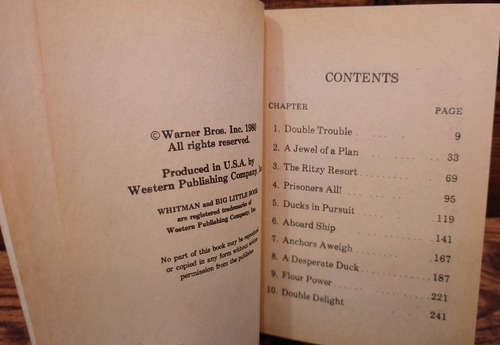 © Warner Bros. Inc. 1980
All rights reserved.
Produced in U.S.A. by
Western Publishing Company, In
WHITMAN and BIG LITTLE BOOK
are registered trademarks of
Western Publishing Company, Inc
No part of this book may be reproduced
or copied in any form without written
permission from the publisher.
CONTENTS
CHAPTER PAGE
1. Double Trouble 9
2. A Jewel of a Plan 33
3. The Ritzy Resort 69
4. Prisoners All! 95
5. Ducks in Pursuit 119
6. Aboard Ship 141
7. Anchors Aweigh 167
8. A Desperate Duck 187
9. Flour Power 221
10. Double Delight 241